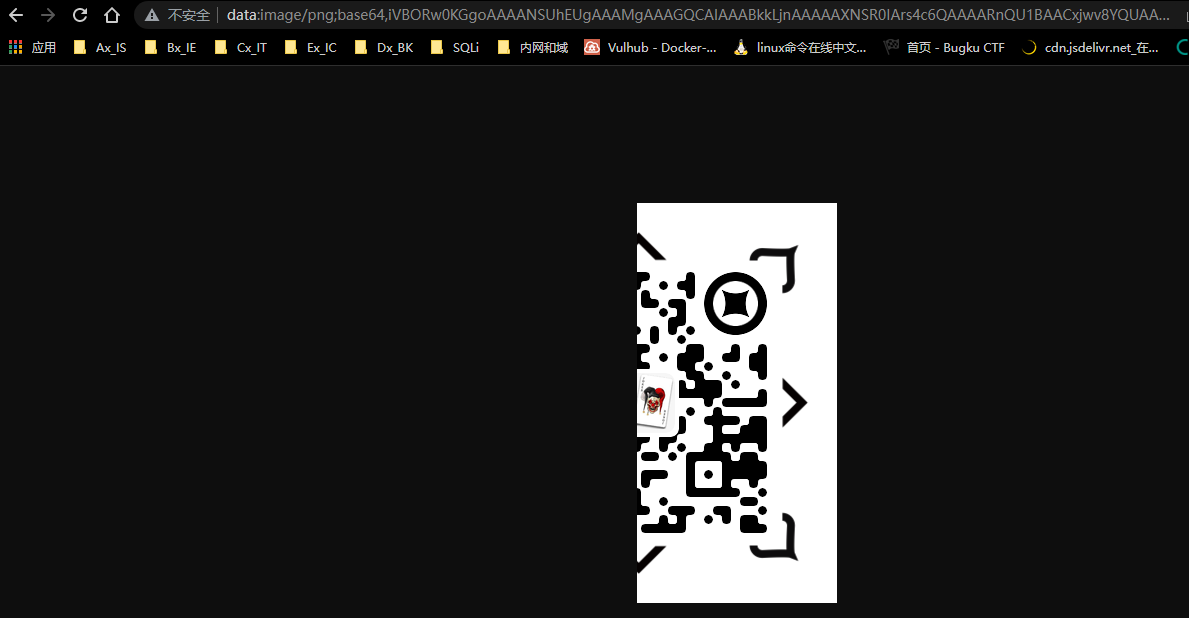 不安全 data:image/png;base64,iVBORw0KGgoAAAANSUhEUgAAAMgAAAGQCAIAAABkkLjnAAAAAXNSR0IArs4c6QAAAARnQU1BAACxjwv8YQUAA...
应用 Ax_IS Bx_IE Cx_IT Ex_IC Dx_BK SQLi 内网和域 Vulhub - Docker-... linux命令在线中文... 首页 - Bugku CTF cdn.jsdelivr.net_在...